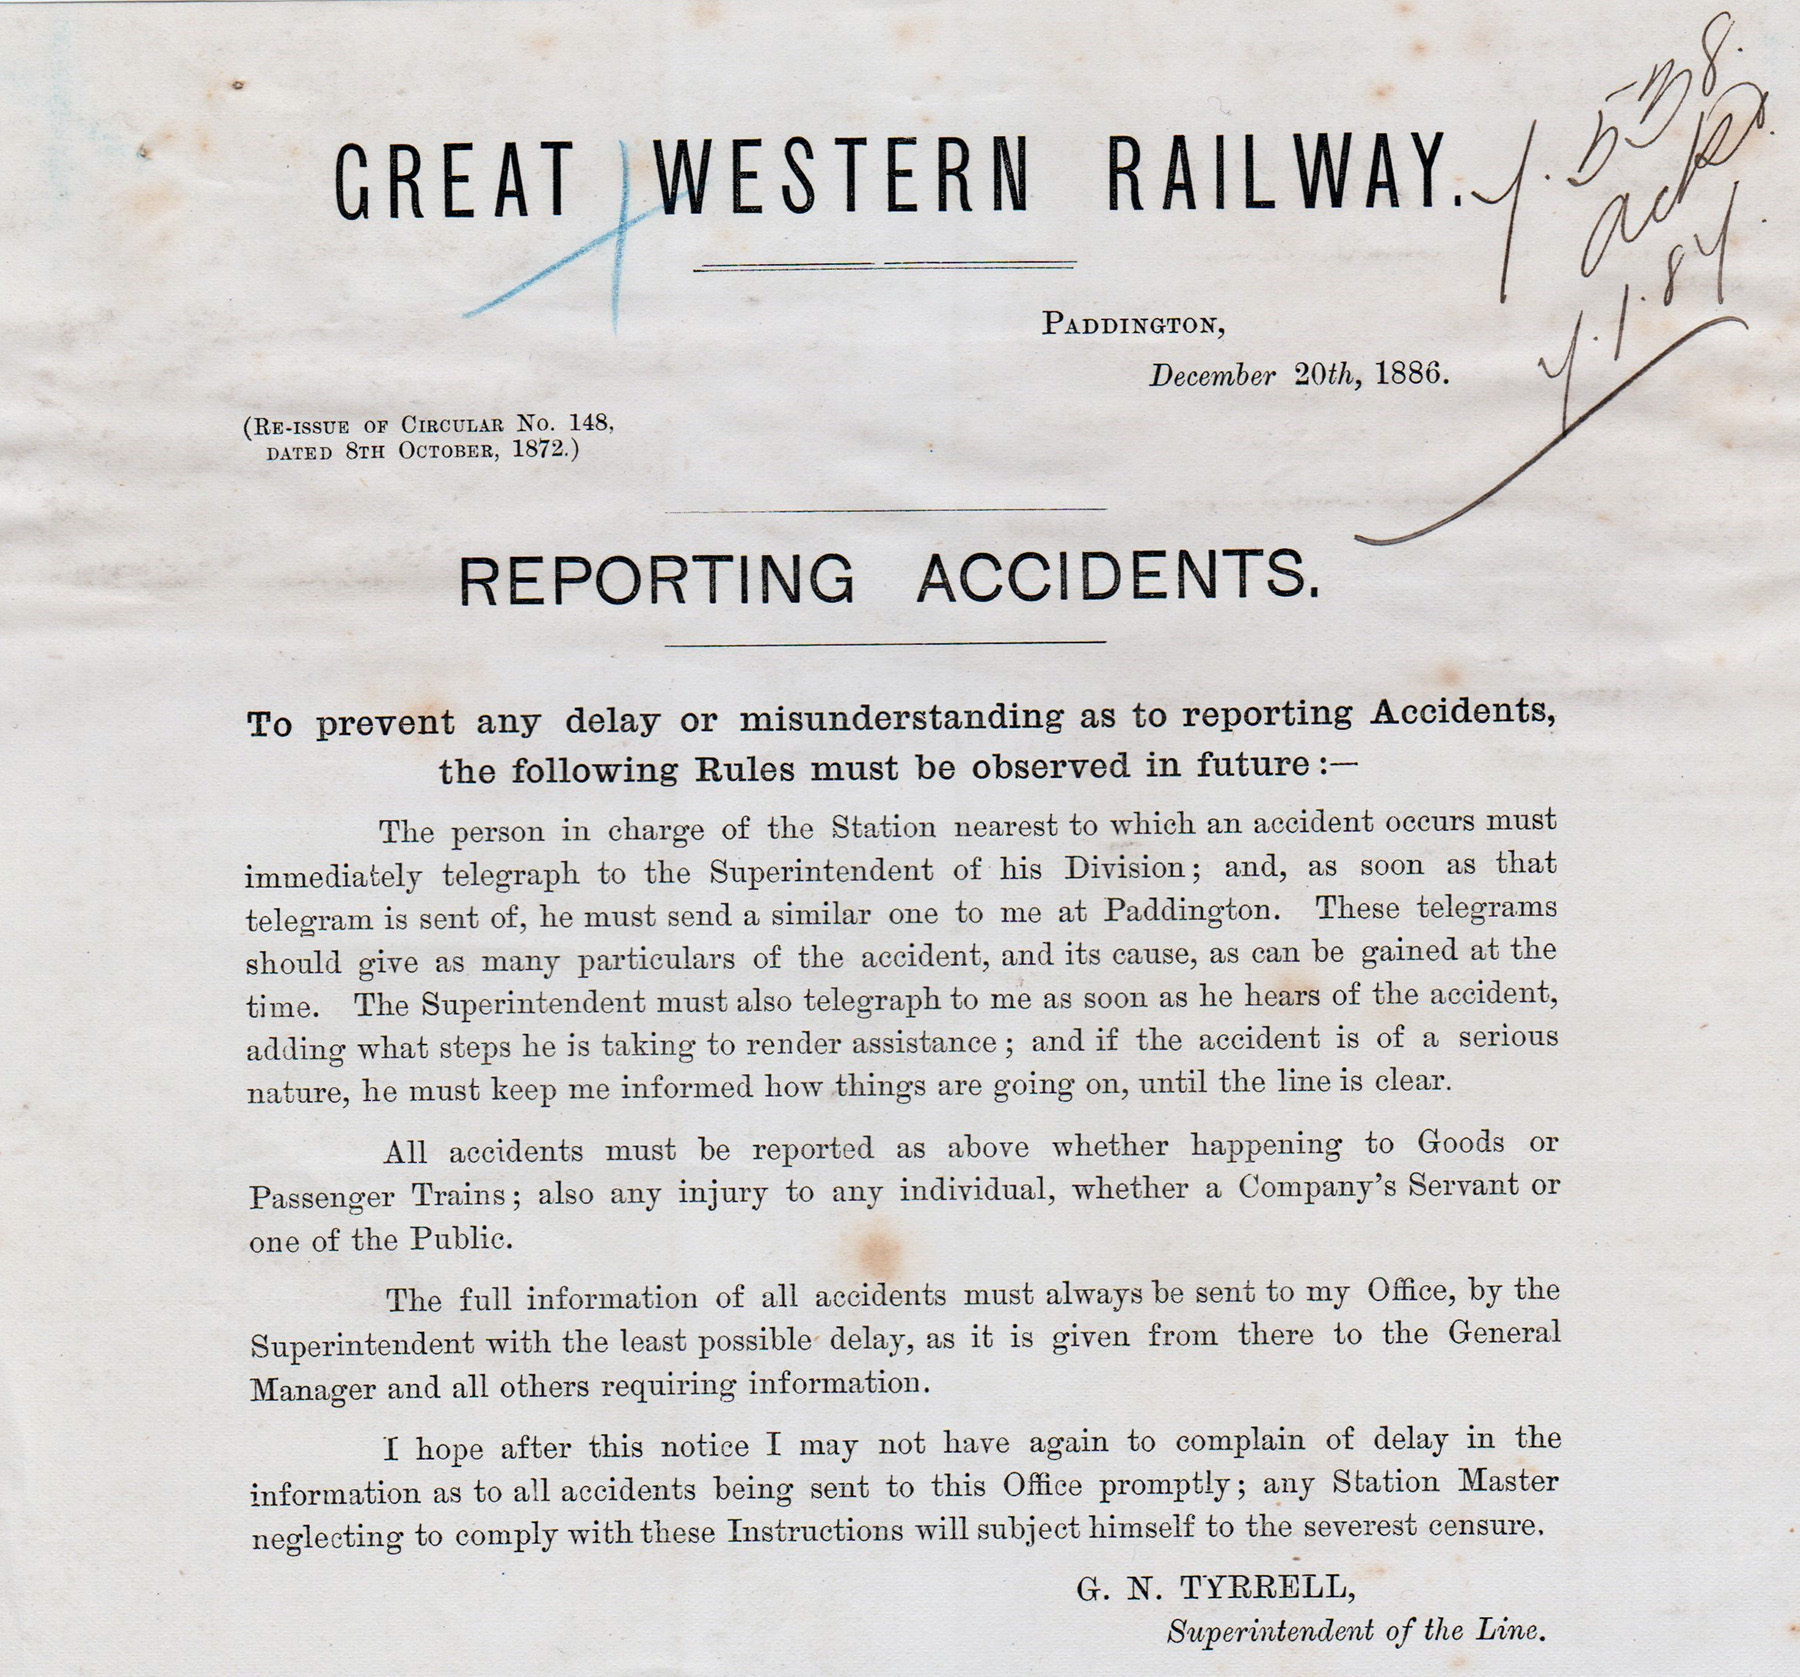 GREAT WESTERN RAILWAY.
PADDINGTON,
December 20th, 1886.
(RE-ISSUE OF CIRCULAR NO. 148,
DATED 8TH OCTOBER, 1872.)
REPORTING ACCIDENTS.
To prevent any delay or misunderstanding as to reporting Accidents,
the following Rules must be observed in future:—
The person in charge of the Station nearest to which an accident occurs must
immediately telegraph to the Superintendent of his Division; and, as soon as that
telegram is sent of, he must send a similar one to me at Paddington. These telegrams
should give as many particulars of the accident, and its cause, as can be gained at the
time. The Superintendent must also telegraph to me as soon as he hears of the accident,
adding what steps he is taking to render assistance; and if the accident is of a serious
nature, he must keep me informed how things are going on, until the line is clear.
All accidents must be reported as above whether happening to Goods or
Passenger Trains; also any injury to any individual, whether a Company's Servant or
one of the Public.
The full information of all accidents must always be sent to my Office, by the
Superintendent with the least possible delay, as it is given from there to the General
Manager and all others requiring information.
I hope after this notice I may not have again to complain of delay in the
information as to all accidents being sent to this Office promptly; any Station Master
neglecting to comply with these Instructions will subject himself to the severest censure.
G. N. TYRRELL,
Superintendent of the Line.